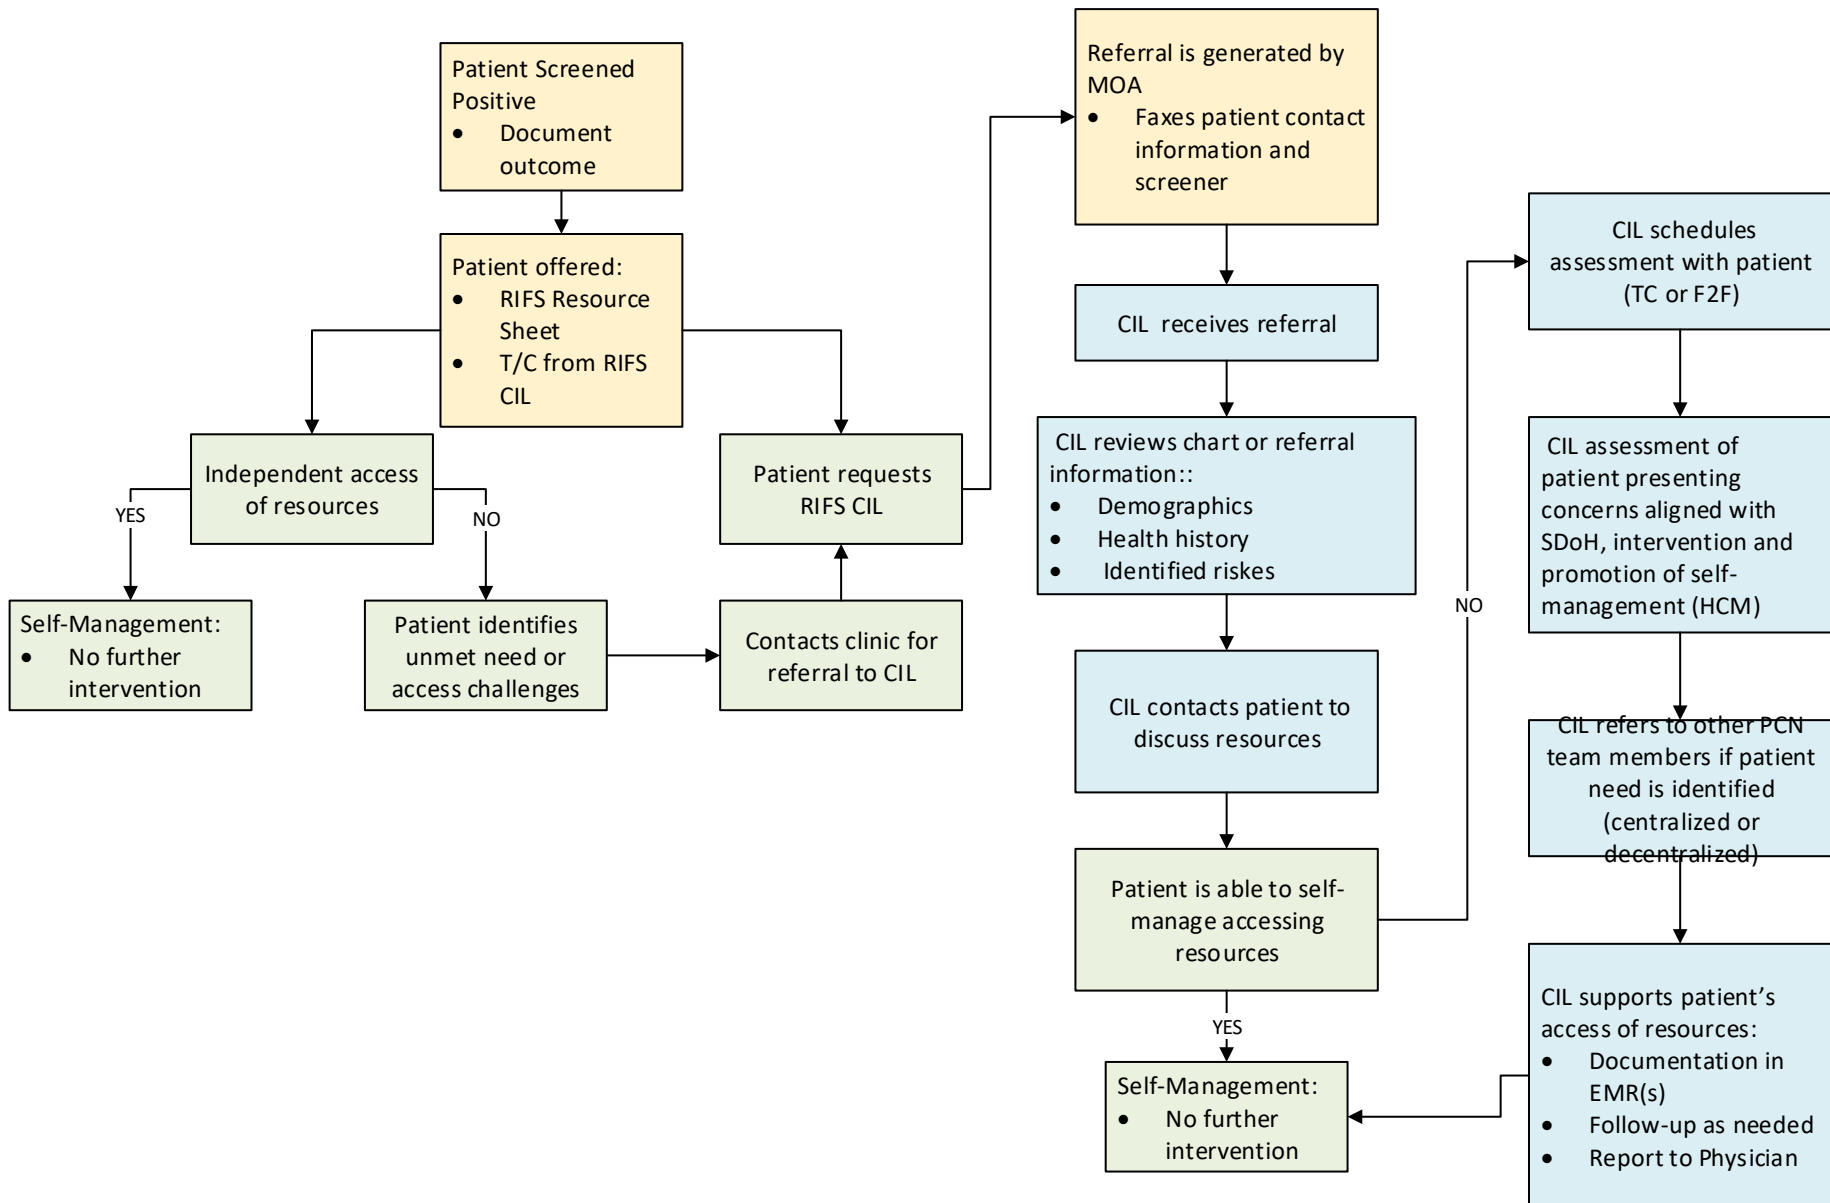 Patient Screened
Positive
• Document
outcome
Patient offered:
• RIFS Resource
Sheet
• T/C from RIFS
CIL
Independent access
of resources
YES
NO
Self-Management:
• No further
intervention
Patient identifies
unmet need or
access challenges
Contacts clinic for
referral to CIL
Patient requests
RIFS CIL
Referral is generated by
MOA
• Faxes patient contact
information and
screener
CIL  receives referral
CIL reviews chart or referral
information::
• Demographics
• Health history
• Identified riskes
CIL contacts patient to
discuss resources
Patient is able to self-
manage accessing
resources
YES
NO
Self-Management:
• No further
intervention
CIL schedules
assessment with patient
(TC or F2F)
CIL assessment of
patient presenting
concerns aligned with
SDoH, intervention and
promotion of self-
management (HCM)
CIL refers to other PCN
team members if patient
need is identified
(centralized or
decentralized)
CIL supports patient’s
access of resources:
• Documentation in
EMR(s)
• Follow-up as needed
• Report to Physician